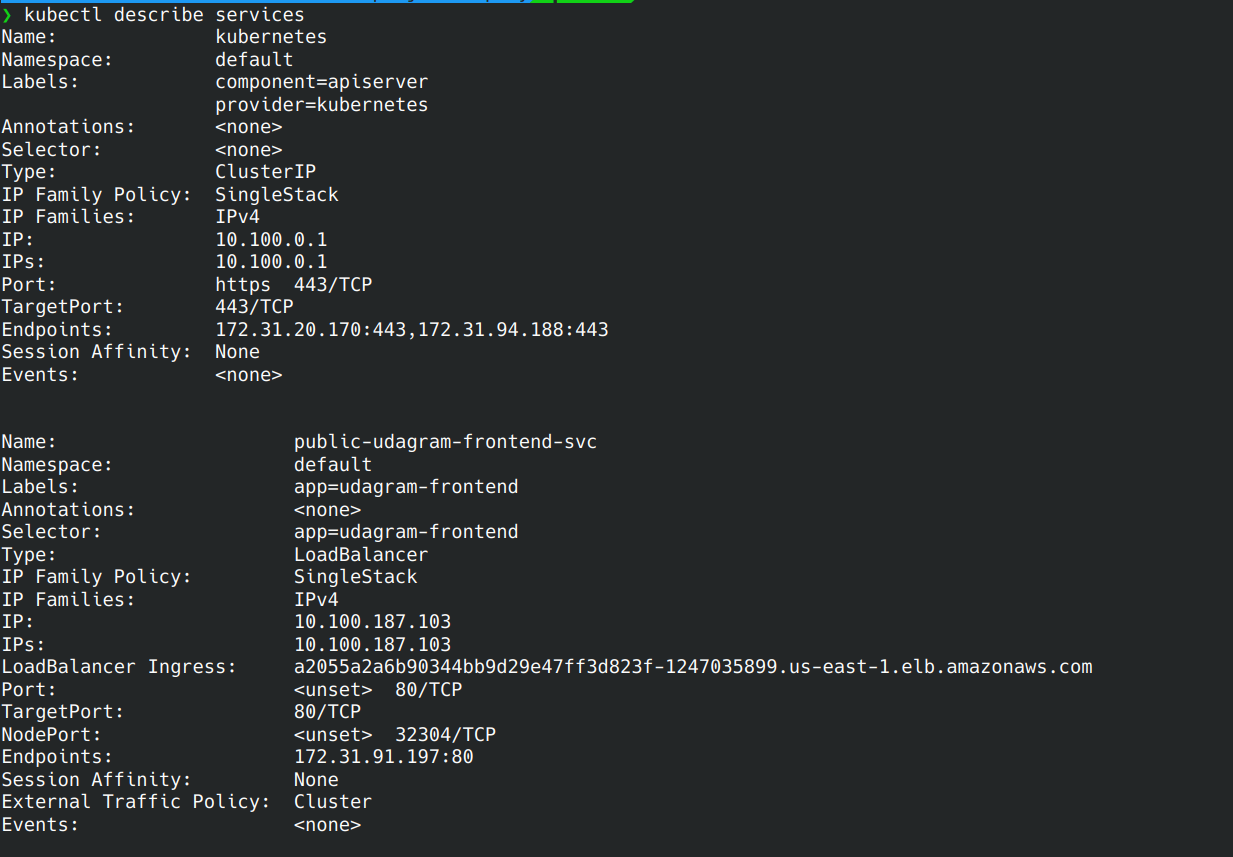 ❯ kubectl describe services
Name:              kubernetes
Namespace:         default
Labels:            component=apiserver
                   provider=kubernetes
Annotations:       <none>
Selector:          <none>
Type:              ClusterIP
IP Family Policy:  SingleStack
IP Families:       IPv4
IP:                10.100.0.1
IPs:               10.100.0.1
Port:              https  443/TCP
TargetPort:        443/TCP
Endpoints:         172.31.20.170:443,172.31.94.188:443
Session Affinity:  None
Events:            <none>


Name:                     public-udagram-frontend-svc
Namespace:                default
Labels:                   app=udagram-frontend
Annotations:              <none>
Selector:                 app=udagram-frontend
Type:                     LoadBalancer
IP Family Policy:         SingleStack
IP Families:              IPv4
IP:                       10.100.187.103
IPs:                      10.100.187.103
LoadBalancer Ingress:     a2055a2a6b90344bb9d29e47ff3d823f-1247035899.us-east-1.elb.amazonaws.com
Port:                     <unset>  80/TCP
TargetPort:               80/TCP
NodePort:                 <unset>  32304/TCP
Endpoints:                172.31.91.197:80
Session Affinity:         None
External Traffic Policy:  Cluster
Events:                   <none>